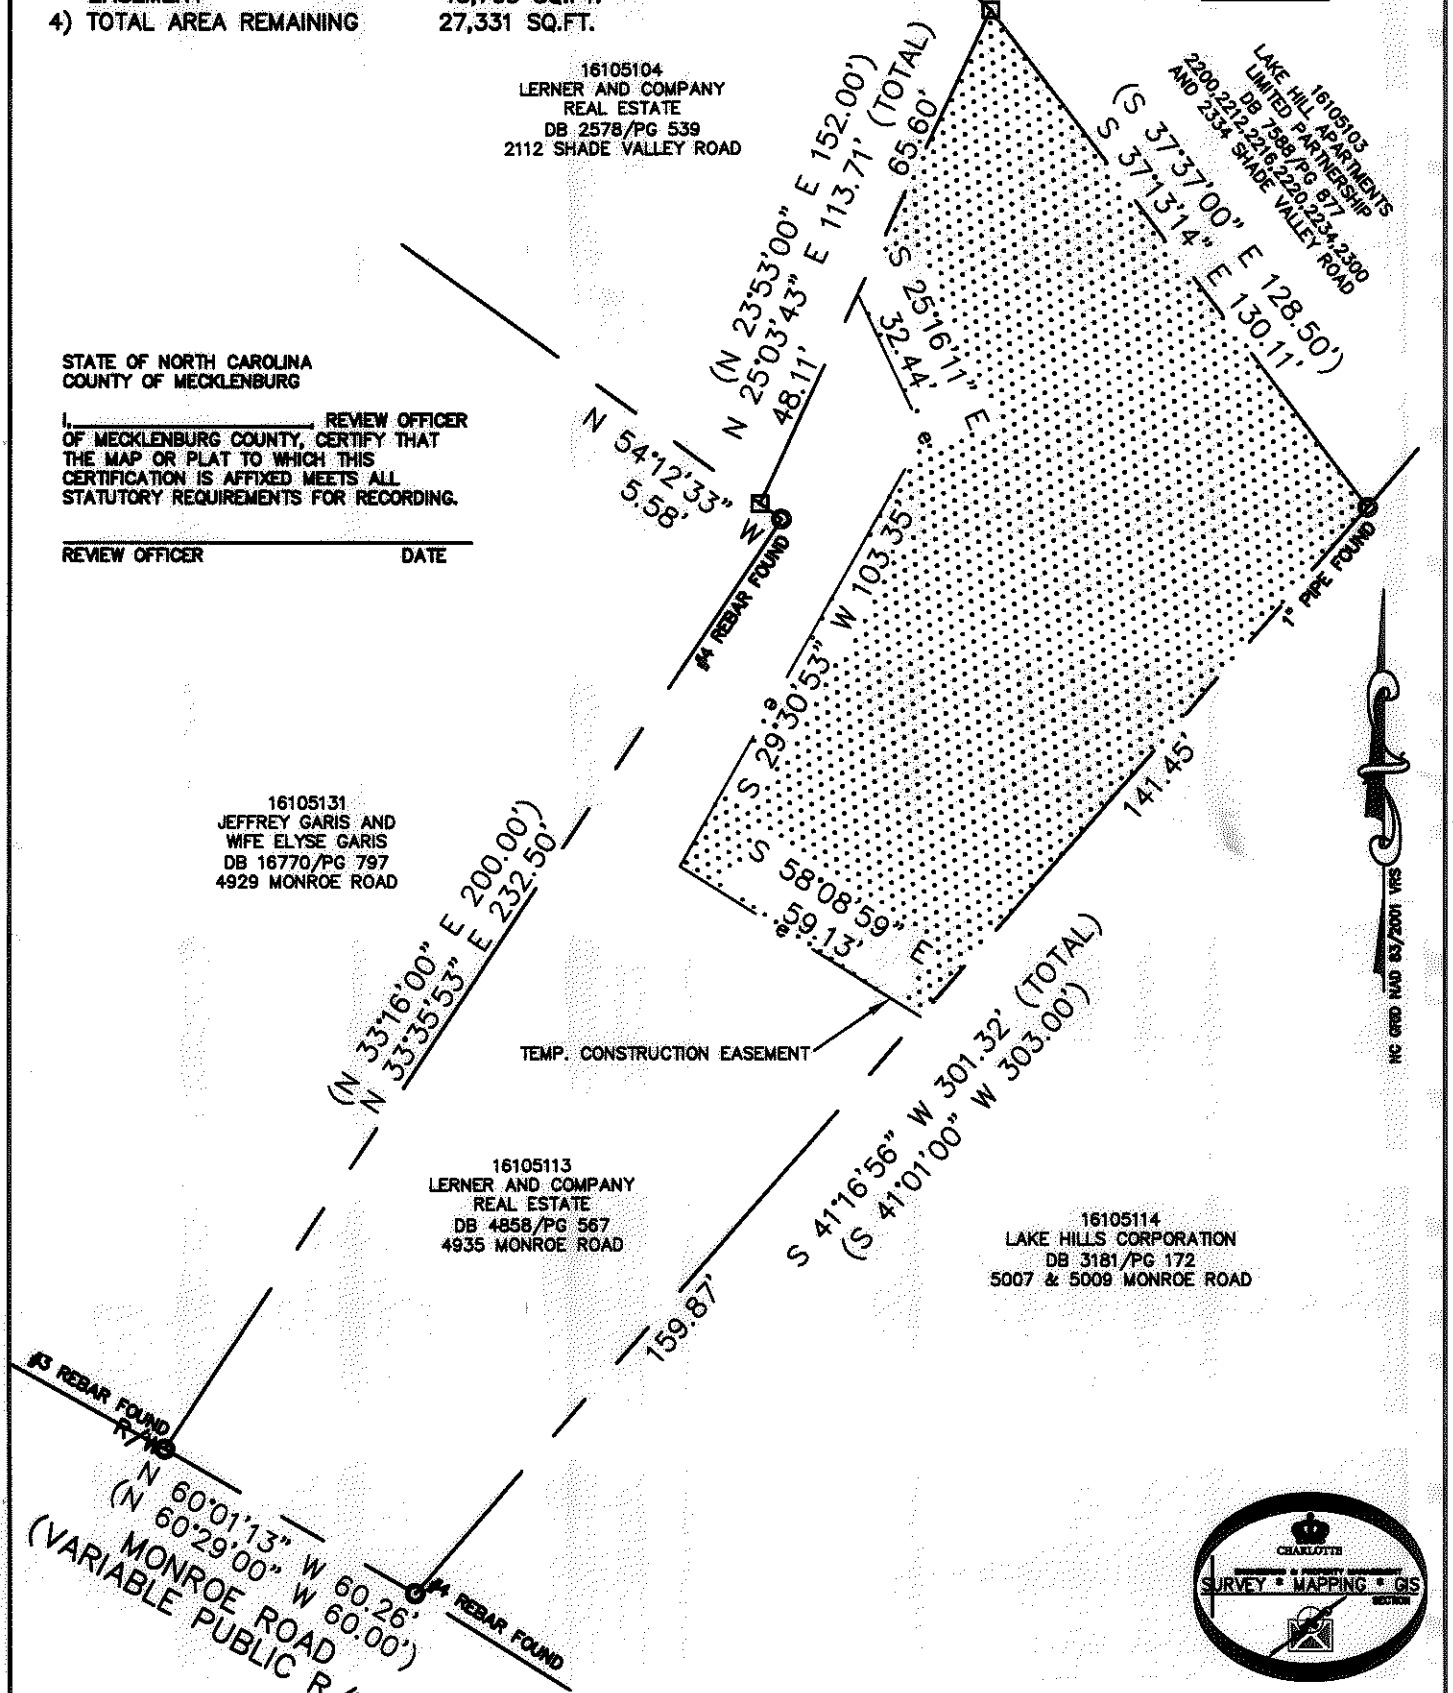 4) TOTAL AREA REMAINING 27,331 SQ.FT.
16105104
LERNER AND COMPANY
REAL ESTATE
DB 2578/PG 539
2112 SHADE VALLEY ROAD
(N 23°53'00" E 152.00')
N 25°03'43" E 113.71' (TOTAL)
65.60'
48.11'
16105103
LAKE HILL APARTMENTS
LIMITED PARTNERSHIP
DB 7588/PG 877
2200,2212,2216,2220,2234,2300
AND 2334 SHADE VALLEY ROAD
(S 37°37'00" E 128.50')
S 37°13'14" E 130.11'
S 25°16'11" E
32.44'
STATE OF NORTH CAROLINA
COUNTY OF MECKLENBURG
I, REVIEW OFFICER
OF MECKLENBURG COUNTY, CERTIFY THAT
THE MAP OR PLAT TO WHICH THIS
CERTIFICATION IS AFFIXED MEETS ALL
STATUTORY REQUIREMENTS FOR RECORDING.
REVIEW OFFICER DATE
N 54°12'33" W
5.58'
#4 REBAR FOUND
e
S 29°30'53" W 103.35'
e
1" PIPE FOUND
141.45'
16105131
JEFFREY GARIS AND
WIFE ELYSE GARIS
DB 16770/PG 797
4929 MONROE ROAD
(N 33°16'00" E 200.00')
N 33°35'53" E 232.50'
S 58°08'59" E
59.13'
e
NC GRID NAD 83/2001 VRS
TEMP. CONSTRUCTION EASEMENT
S 41°16'56" W 301.32' (TOTAL)
(S 41°01'00" W 303.00')
16105113
LERNER AND COMPANY
REAL ESTATE
DB 4858/PG 567
4935 MONROE ROAD
16105114
LAKE HILLS CORPORATION
DB 3181/PG 172
5007 & 5009 MONROE ROAD
159.87'
#3 REBAR FOUND
R/W
N 60°01'13" W 60.26'
(N 60°29'00" W 60.00')
MONROE ROAD
(VARIABLE PUBLIC R/
#4 REBAR FOUND
CHARLOTTE
SURVEY * MAPPING * GIS
SECTION